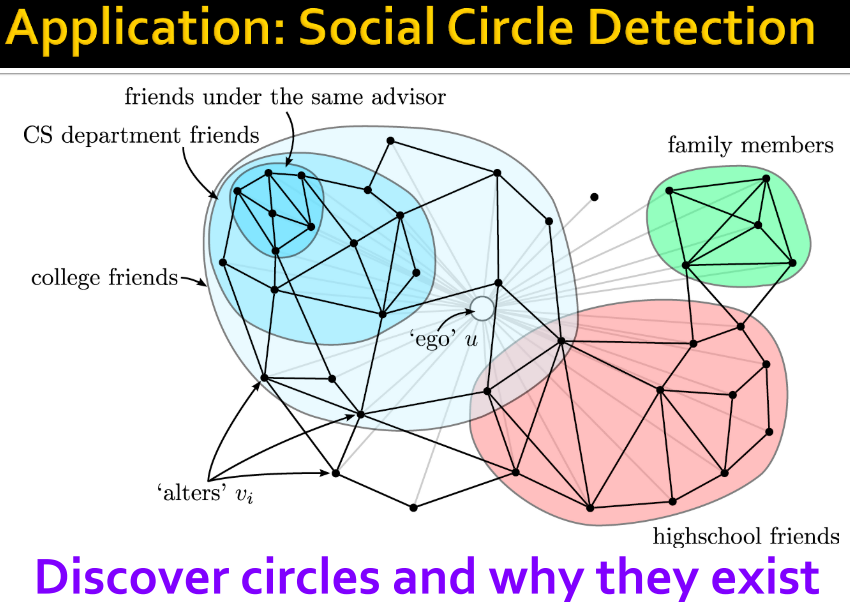 Application: Social Circle Detection
friends under the same advisor
CS department friends
family members
college friends
‘ego’ u
‘alters’ vi
highschool friends
Discover circles and why they exist